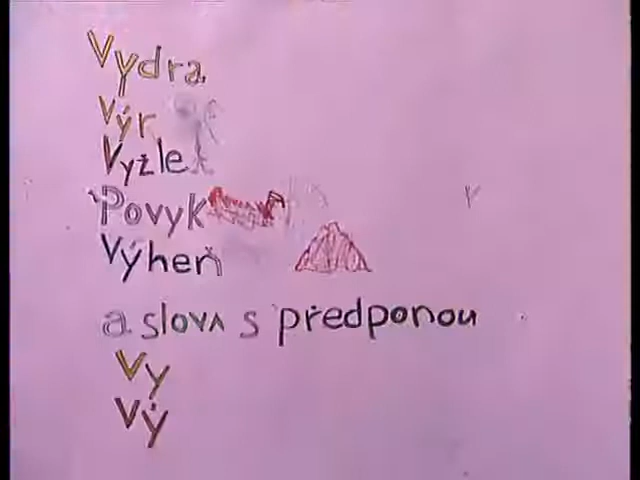 Vydra
Výr
Vyžle
Povyk
Výheň
a slova s předponou
Vy
Vý